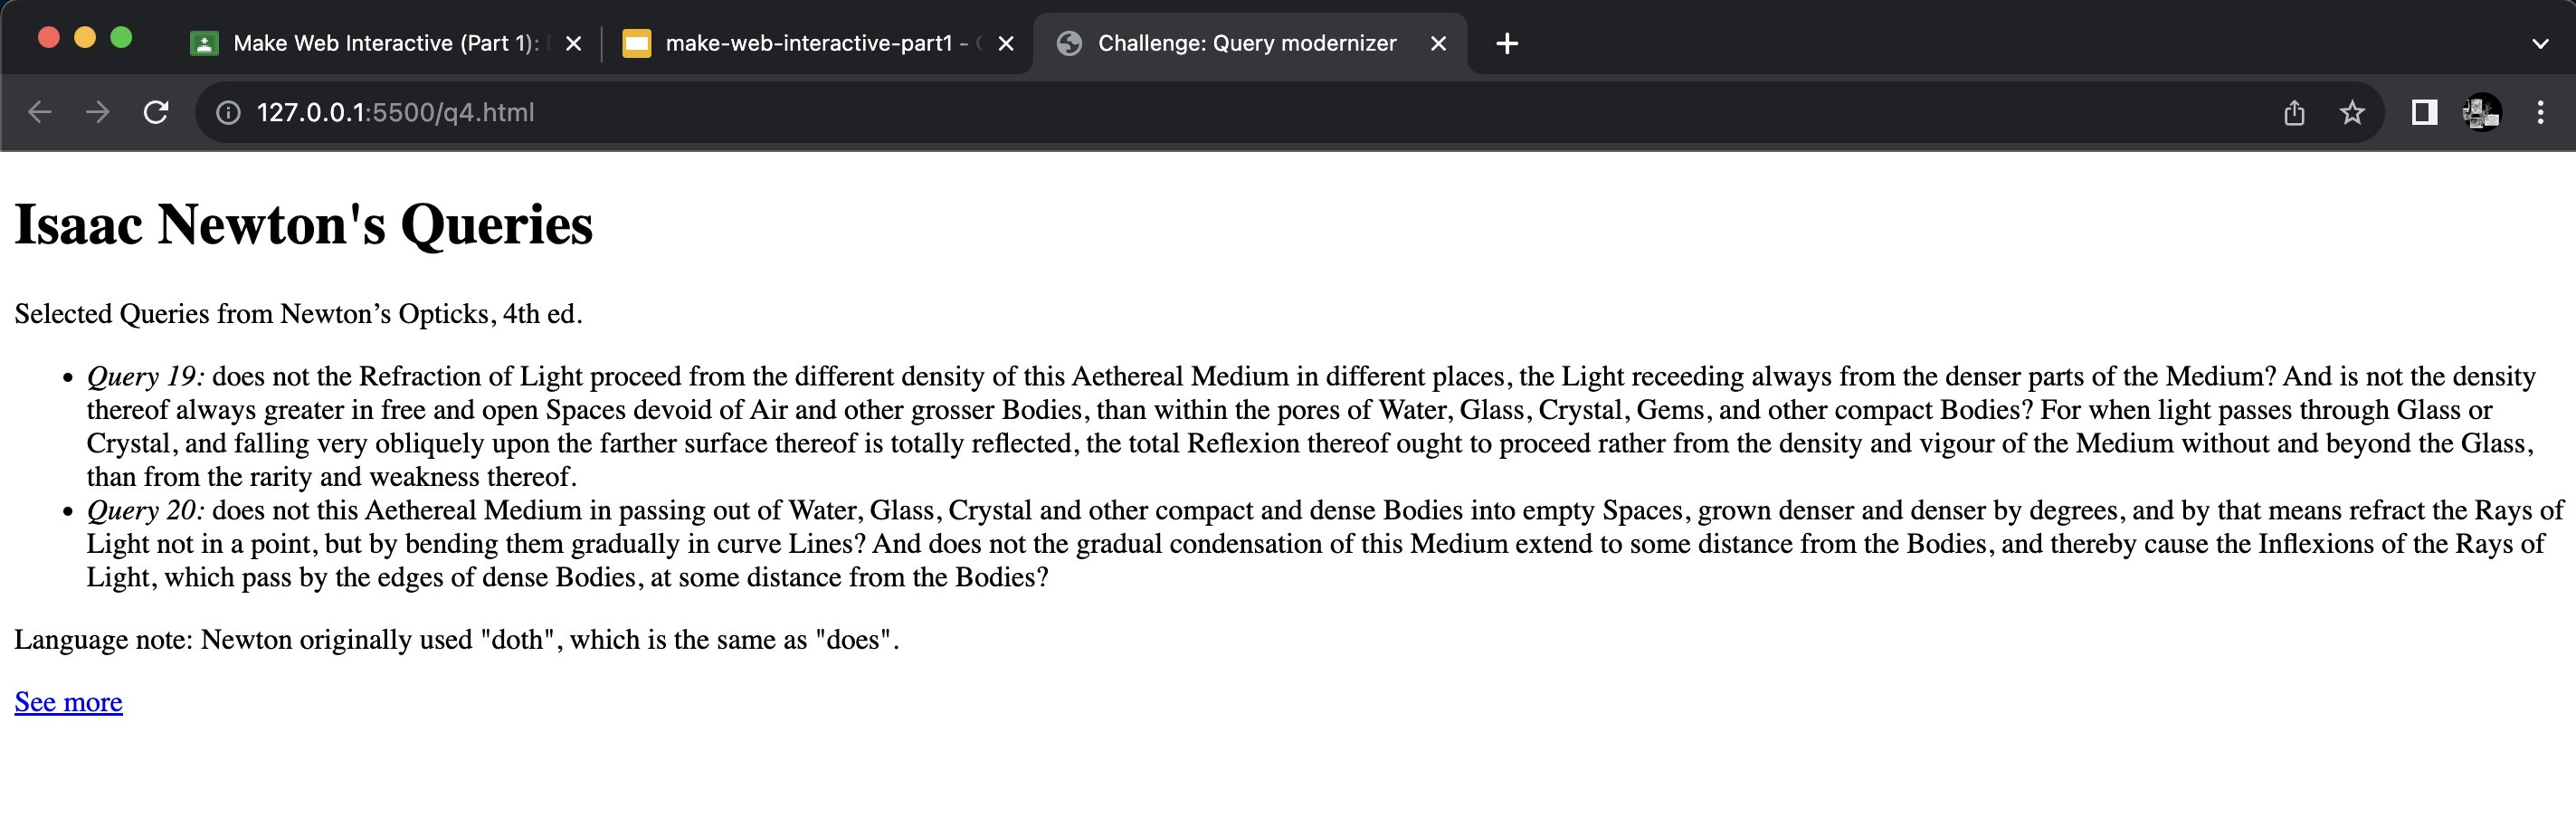 Make Web Interactive (Part 1):
make-web-interactive-part1 -
Challenge: Query modernizer
127.0.0.1:5500/q4.html
Isaac Newton's Queries
Selected Queries from Newton’s Opticks, 4th ed.
• Query 19: does not the Refraction of Light proceed from the different density of this Aethereal Medium in different places, the Light receeding always from the denser parts of the Medium? And is not the density
thereof always greater in free and open Spaces devoid of Air and other grosser Bodies, than within the pores of Water, Glass, Crystal, Gems, and other compact Bodies? For when light passes through Glass or
Crystal, and falling very obliquely upon the farther surface thereof is totally reflected, the total Reflexion thereof ought to proceed rather from the density and vigour of the Medium without and beyond the Glass,
than from the rarity and weakness thereof.
• Query 20: does not this Aethereal Medium in passing out of Water, Glass, Crystal and other compact and dense Bodies into empty Spaces, grown denser and denser by degrees, and by that means refract the Rays of
Light not in a point, but by bending them gradually in curve Lines? And does not the gradual condensation of this Medium extend to some distance from the Bodies, and thereby cause the Inflexions of the Rays of
Light, which pass by the edges of dense Bodies, at some distance from the Bodies?
Language note: Newton originally used "doth", which is the same as "does".
See more